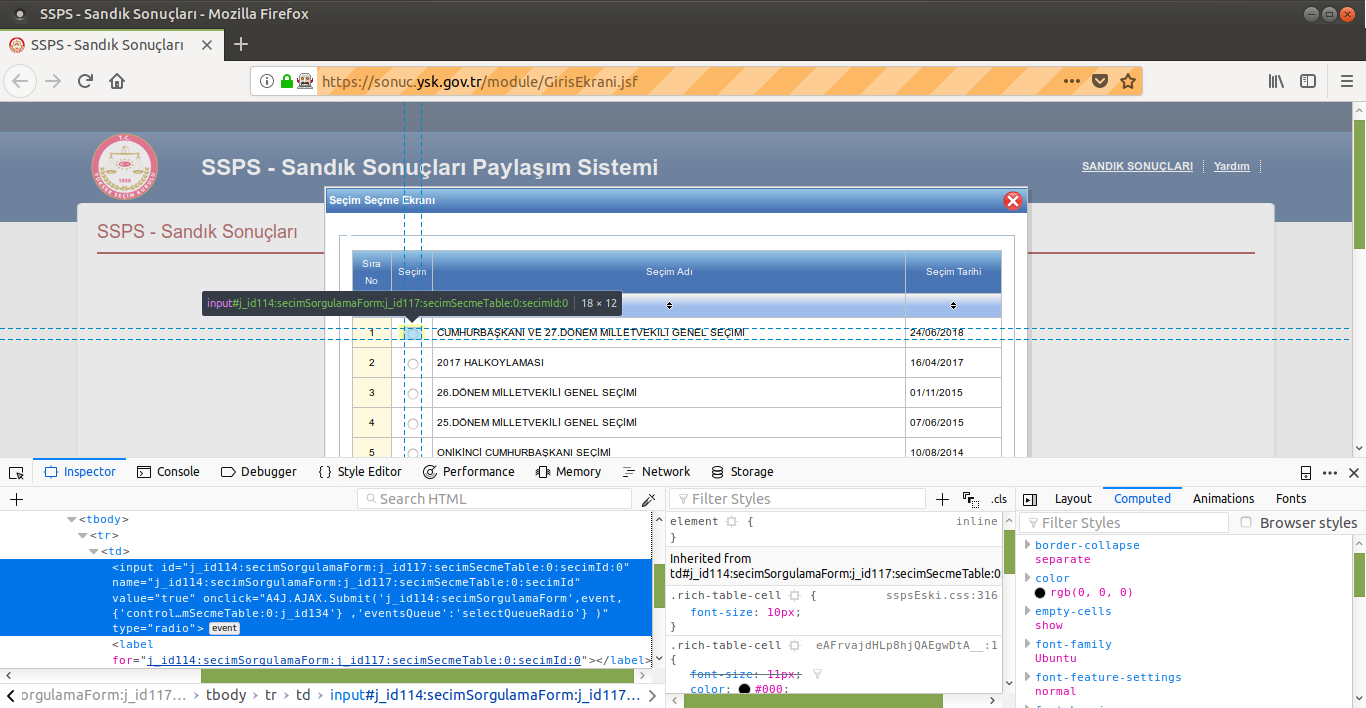 SSPS - Sandık Sonuçları - Mozilla Firefox
SSPS - Sandık Sonuçları
https://sonuc.ysk.gov.tr/module/GirisEkrani.jsf
SSPS - Sandık Sonuçları Paylaşım Sistemi
SANDIK SONUÇLARI
Yardım
SSPS - Sandık Sonuçları
Seçim Seçme Ekranı
Sıra No
Seçim
Seçim Adı
Seçim Tarihi
input#j_id114:secimSorgulamaForm:j_id117:secimSecmeTable:0:secimId:0 | 18 × 12
1 CUMHURBAŞKANI VE 27.DÖNEM MİLLETVEKİLİ GENEL SEÇİMİ 24/06/2018
2 2017 HALKOYLAMASI 16/04/2017
3 26.DÖNEM MİLLETVEKİLİ GENEL SEÇİMİ 01/11/2015
4 25.DÖNEM MİLLETVEKİLİ GENEL SEÇİMİ 07/06/2015
5 ONİKİNCİ CUMHURBAŞKANI SEÇİMİ 10/08/2014
Inspector
Console
Debugger
Style Editor
Performance
Memory
Network
Storage
Search HTML
<tbody>
<tr>
<td>
<input id="j_id114:secimSorgulamaForm:j_id117:secimSecmeTable:0:secimId:0"
name="j_id114:secimSorgulamaForm:j_id117:secimSecmeTable:0:secimId"
value="true" onclick="A4J.AJAX.Submit('j_id114:secimSorgulamaForm',event,
{'control…mSecmeTable:0:j_id134'} ,'eventsQueue':'selectQueueRadio'} )"
type="radio"> event
<label
for="j_id114:secimSorgulamaForm:j_id117:secimSecmeTable:0:secimId:0"></label>
orgulamaForm:j_id117:… > tbody > tr > td > input#j_id114:secimSorgulamaForm:j_id117:…
Filter Styles
.cls
element { inline
}
Inherited from
td#j_id114:secimSorgulamaForm:j_id117:secimSecmeTable:0
.rich-table-cell { sspsEski.css:316
font-size: 10px;
}
.rich-table-cell eAFrvajdHLp8hjQAEgwDtA__:1
{
font-size: 11px;
color: #000;
Layout
Computed
Animations
Fonts
Filter Styles
Browser styles
border-collapse
separate
color
rgb(0, 0, 0)
empty-cells
show
font-family
Ubuntu
font-feature-settings
normal